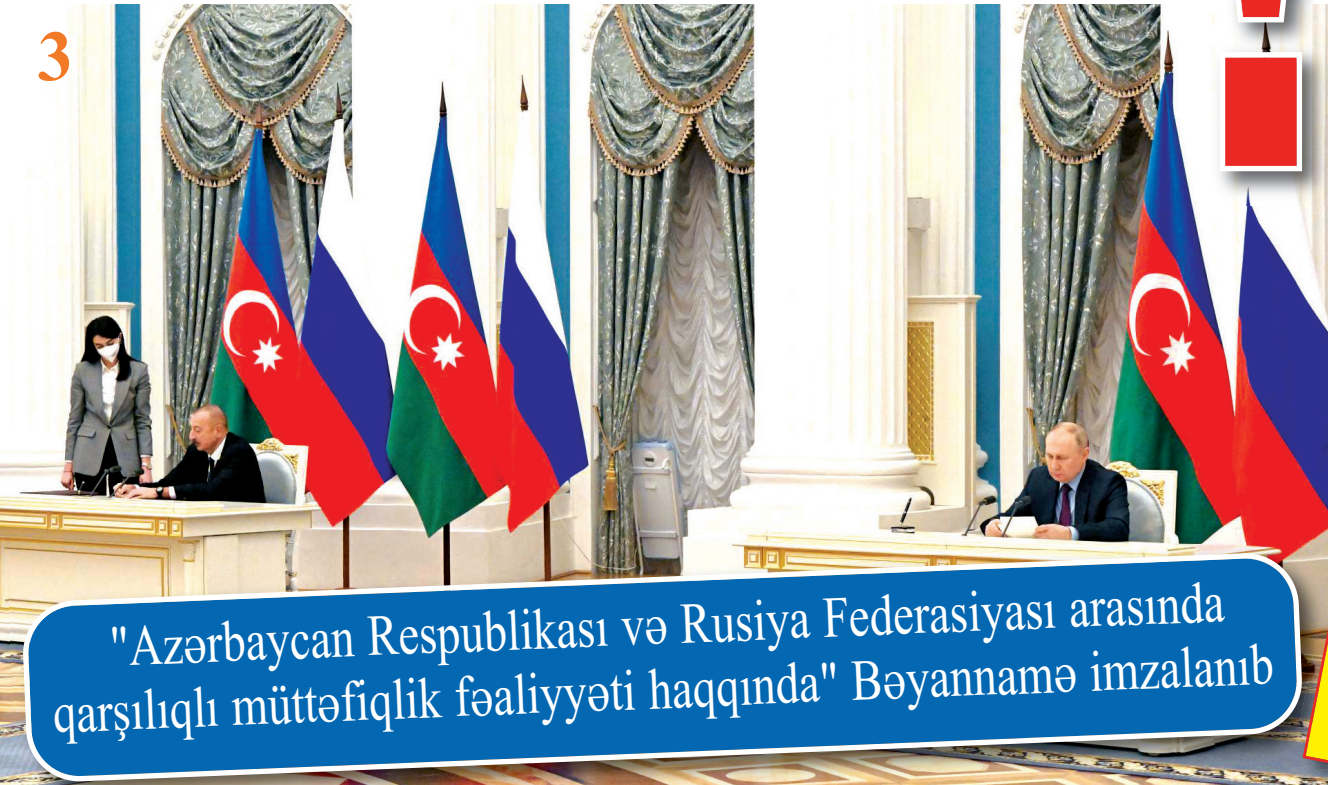 3
"Azərbaycan Respublikası və Rusiya Federasiyası arasında
qarşılıqlı müttəfiqlik fəaliyyəti haqqında" Bəyannamə imzalanıb